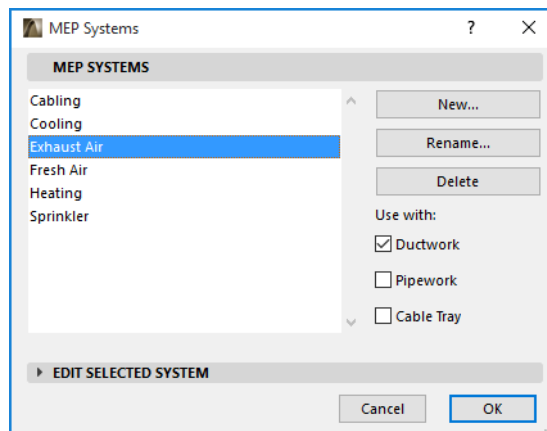 MEP Systems
?
MEP SYSTEMS
Cabling
Cooling
Exhaust Air
Fresh Air
Heating
Sprinkler
New...
Rename...
Delete
Use with:
Ductwork
Pipework
Cable Tray
EDIT SELECTED SYSTEM
Cancel
OK